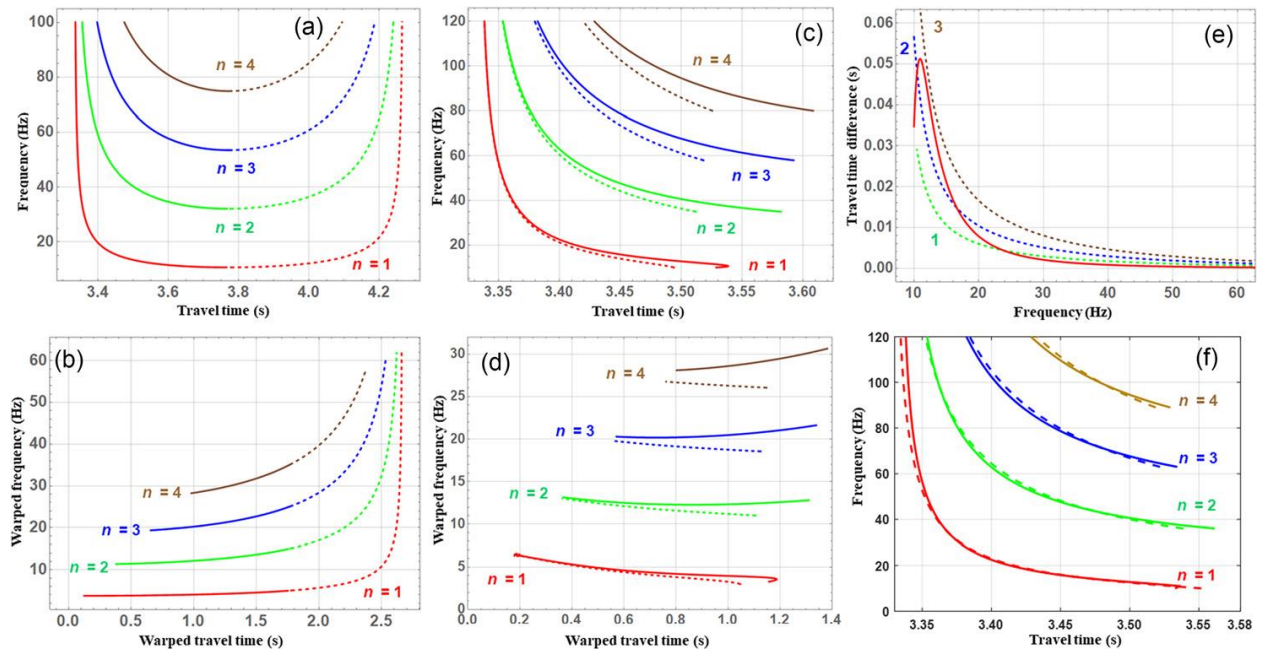 (a)
100
80
60
40
20
Frequency (Hz)
n = 4
n = 3
n = 2
n = 1
3.4
3.6
3.8
4.0
4.2
Travel time (s)
(c)
120
100
80
60
40
20
0
Frequency (Hz)
n = 4
n = 3
n = 2
n = 1
3.35
3.40
3.45
3.50
3.55
3.60
Travel time (s)
(e)
0.06
0.05
0.04
0.03
0.02
0.01
0.00
Travel time difference (s)
2
3
1
10
20
30
40
50
60
Frequency (Hz)
(b)
60
50
40
30
20
10
Warped frequency (Hz)
n = 4
n = 3
n = 2
n = 1
0.0
0.5
1.0
1.5
2.0
2.5
Warped travel time (s)
(d)
30
25
20
15
10
5
0
Warped frequency (Hz)
n = 4
n = 3
n = 2
n = 1
0.0
0.2
0.4
0.6
0.8
1.0
1.2
1.4
Warped travel time (s)
(f)
120
100
80
60
40
20
0
Frequency (Hz)
n = 4
n = 3
n = 2
n = 1
3.35
3.40
3.45
3.50
3.55
3.58
Travel time (s)